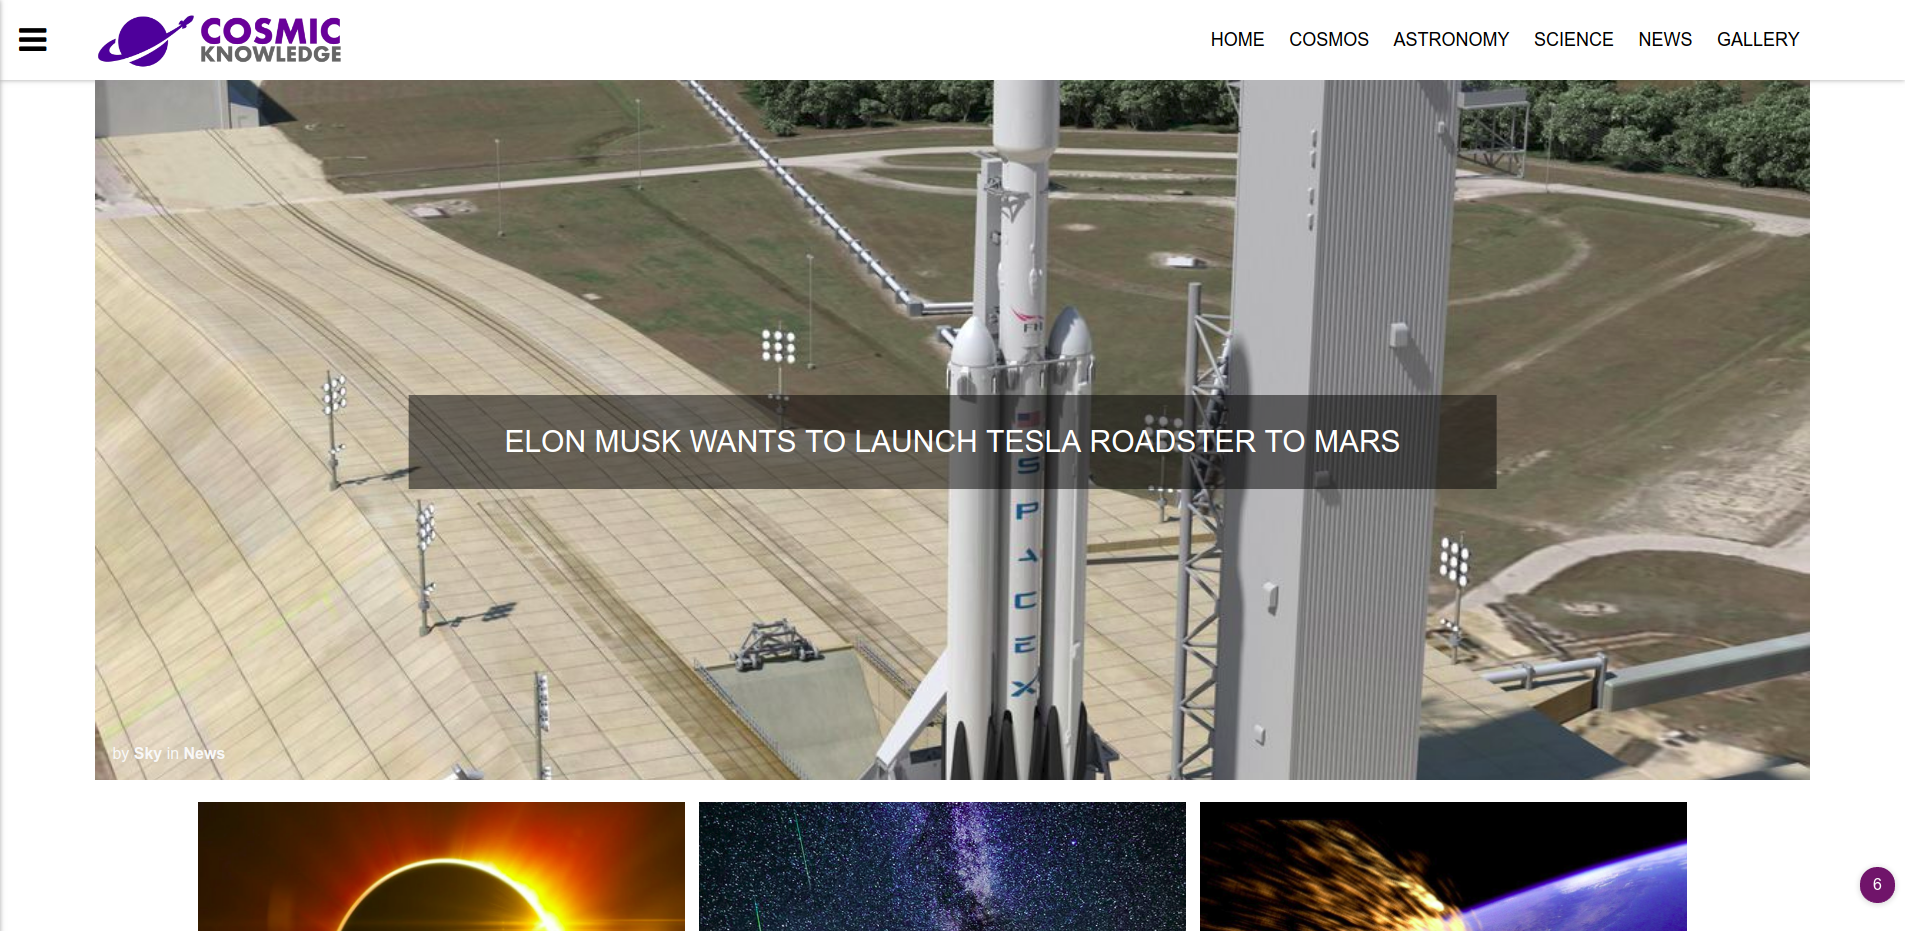 COSMIC
KNOWLEDGE
HOME COSMOS ASTRONOMY SCIENCE NEWS GALLERY
FH
ELON MUSK WANTS TO LAUNCH TESLA ROADSTER TO MARS
SPACEX
by Sky in News
6